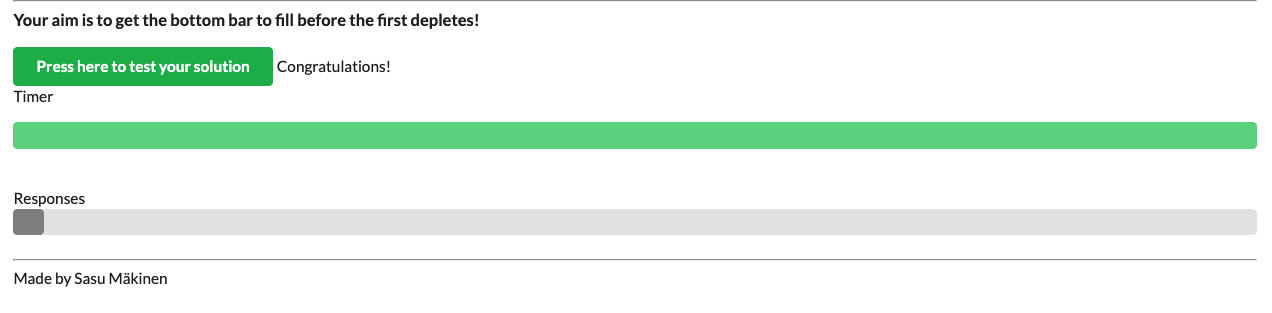 Your aim is to get the bottom bar to fill before the first depletes!
Press here to test your solution Congratulations!
Timer
Responses
Made by Sasu Mäkinen